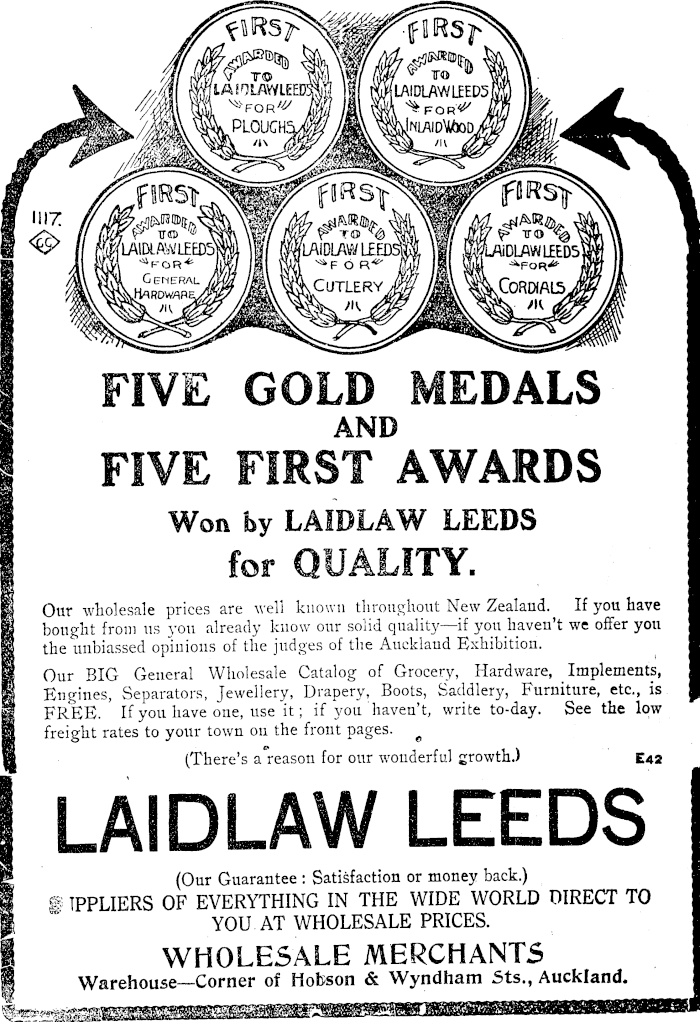 FIRST
AWARDED
TO
LAIDLAW LEEDS
FOR
PLOUGHS
FIRST
AWARDED
TO
LAIDLAW LEEDS
FOR
INLAID WOOD
1117.
CG
FIRST
AWARDED
TO
LAIDLAW LEEDS
FOR
GENERAL
HARDWARE
FIRST
AWARDED
TO
LAIDLAW LEEDS
FOR
CUTLERY
FIRST
AWARDED
TO
LAIDLAW LEEDS
FOR
CORDIALS
FIVE GOLD MEDALS
AND
FIVE FIRST AWARDS
Won by LAIDLAW LEEDS
for QUALITY.
Our wholesale prices are well known throughout New Zealand. If you have
bought from us you already know our solid quality—if you haven't we offer you
the unbiassed opinions of the judges of the Auckland Exhibition.
Our BIG General Wholesale Catalog of Grocery, Hardware, Implements,
Engines, Separators, Jewellery, Drapery, Boots, Saddlery, Furniture, etc., is
FREE. If you have one, use it; if you haven't, write to-day. See the low
freight rates to your town on the front pages.
(There's a reason for our wonderful growth.)
E42
LAIDLAW LEEDS
(Our Guarantee: Satisfaction or money back.)
SUPPLIERS OF EVERYTHING IN THE WIDE WORLD DIRECT TO
YOU AT WHOLESALE PRICES.
WHOLESALE MERCHANTS
Warehouse—Corner of Hobson & Wyndham Sts., Auckland.